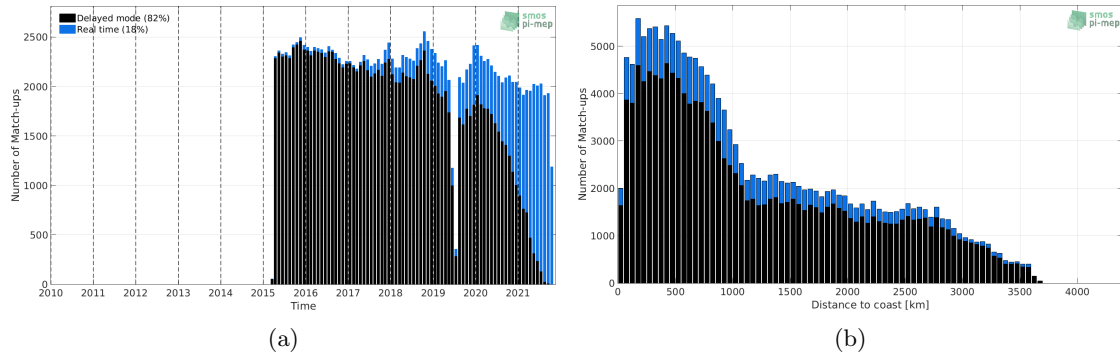 Delayed mode (82%)
Real time (18%)
smos
pi-mep
Number of Match-ups
2500
2000
1500
1000
500
0
2010 2011 2012 2013 2014 2015 2016 2017 2018 2019 2020 2021
Time
(a)
smos
pi-mep
Number of Match-ups
5000
4000
3000
2000
1000
0
0 500 1000 1500 2000 2500 3000 3500 4000
Distance to coast [km]
(b)